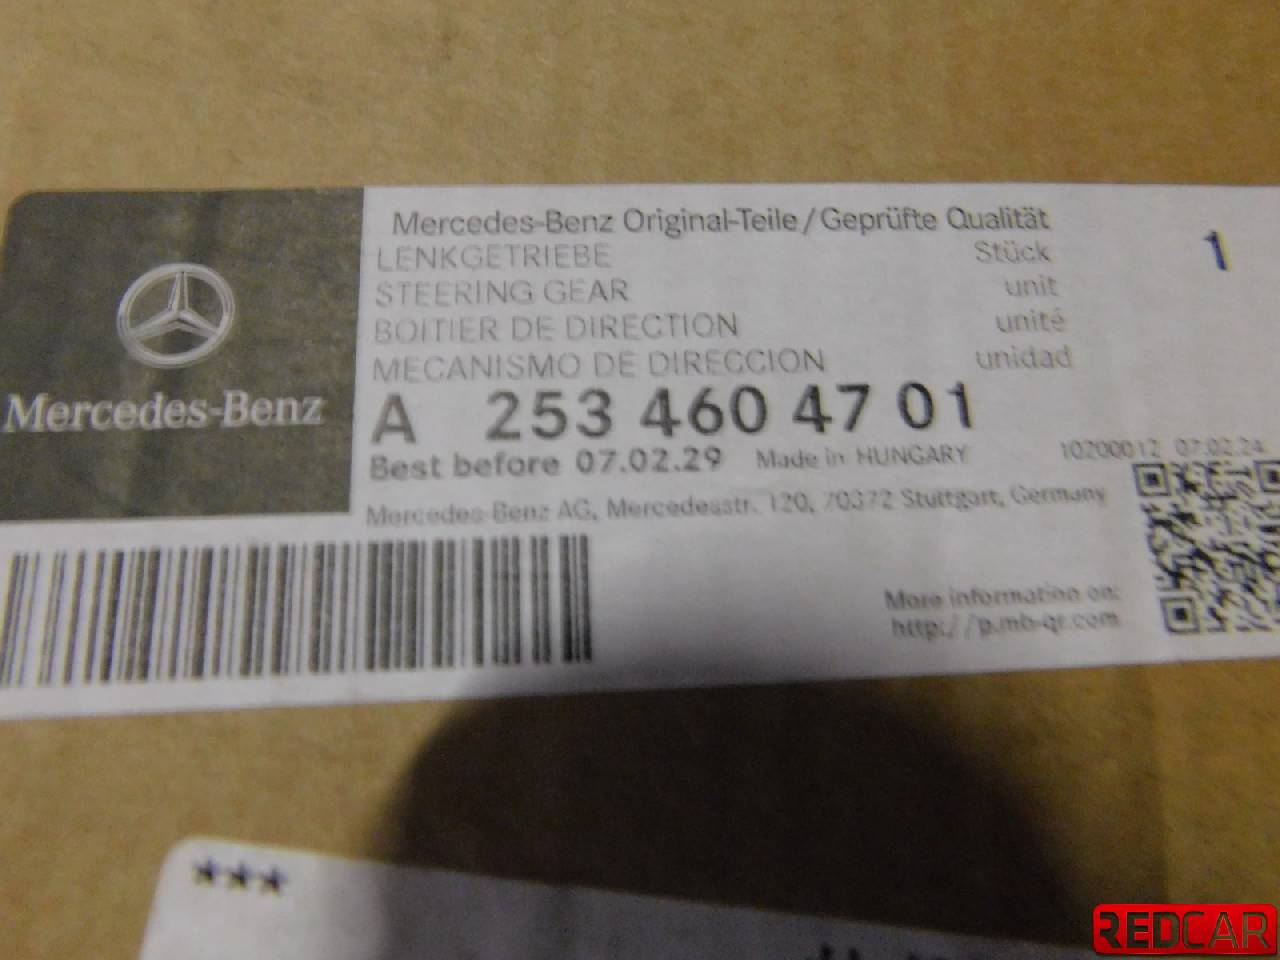 Mercedes-Benz Original-Teile/Geprüfte Qualität
LENKGETRIEBE Stück 1
STEERING GEAR unit
BOITIER DE DIRECTION unité
MECANISMO DE DIRECCION unidad
Mercedes-Benz
A 253 460 47 01
Best before 07.02.29 Made in HUNGARY 10200012 07.02.24
Mercedes-Benz AG, Mercedesstr. 120, 70372 Stuttgart, Germany
More information on:
http://p.mb-qr.com
***
REDCAR